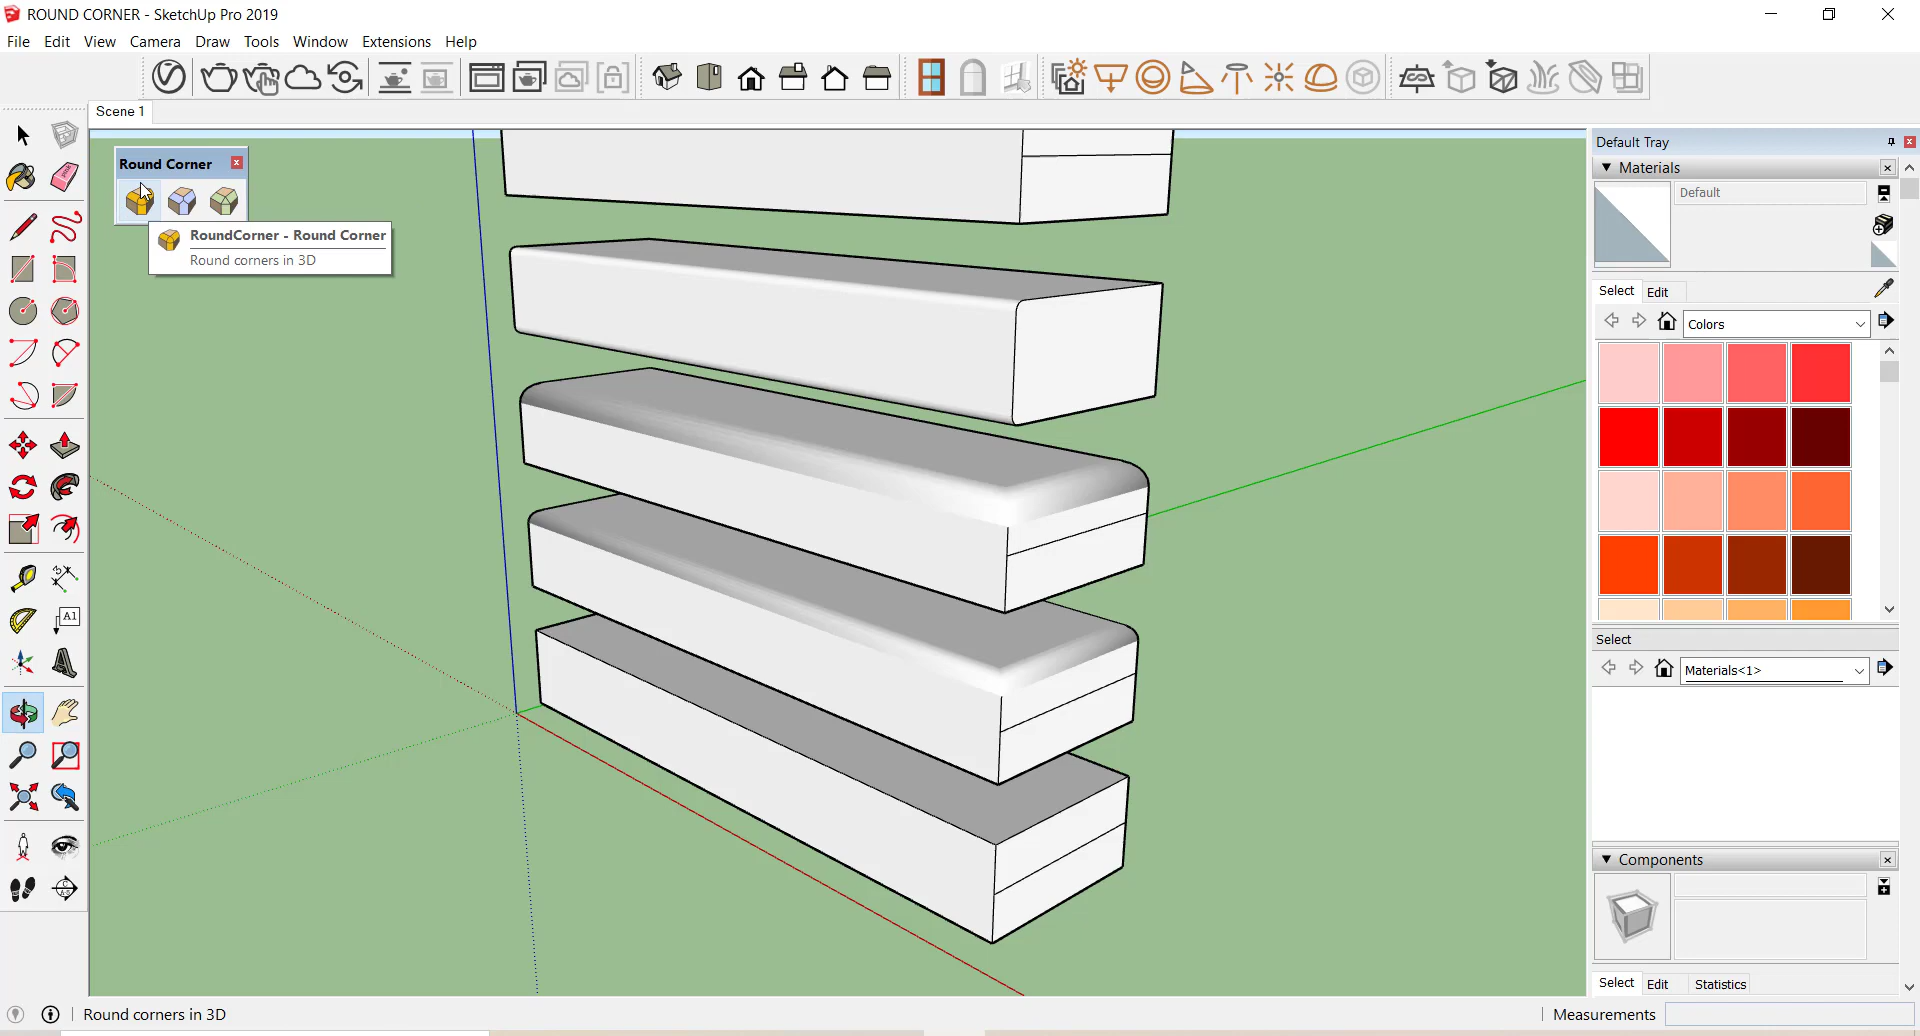 ROUND CORNER - SketchUp Pro 2019
File Edit View Camera Draw Tools Window Extensions Help
Scene 1
Round Corner
RoundCorner - Round Corner
Round corners in 3D
Default Tray
Materials
Default
Select Edit
Colors
Select
Materials<1>
Components
Select Edit Statistics
A1
Round corners in 3D
Measurements